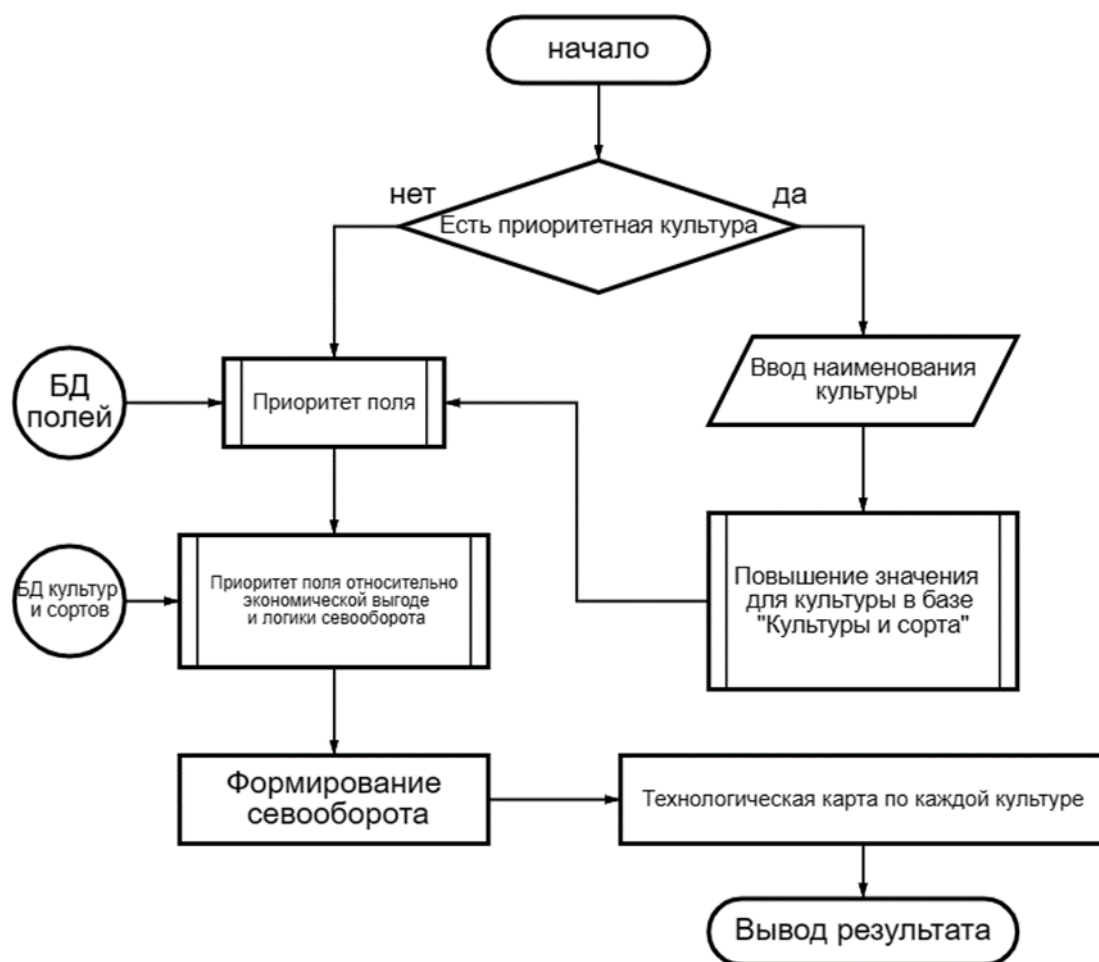 начало
нет
да
Есть приоритетная культура
БД
полей
Приоритет поля
Ввод наименования
культуры
БД культур
и сортов
Приоритет поля относительно
экономической выгоде
и логики севооборота
Повышение значения
для культуры в базе
"Культуры и сорта"
Формирование
севооборота
Технологическая карта по каждой культуре
Вывод результата